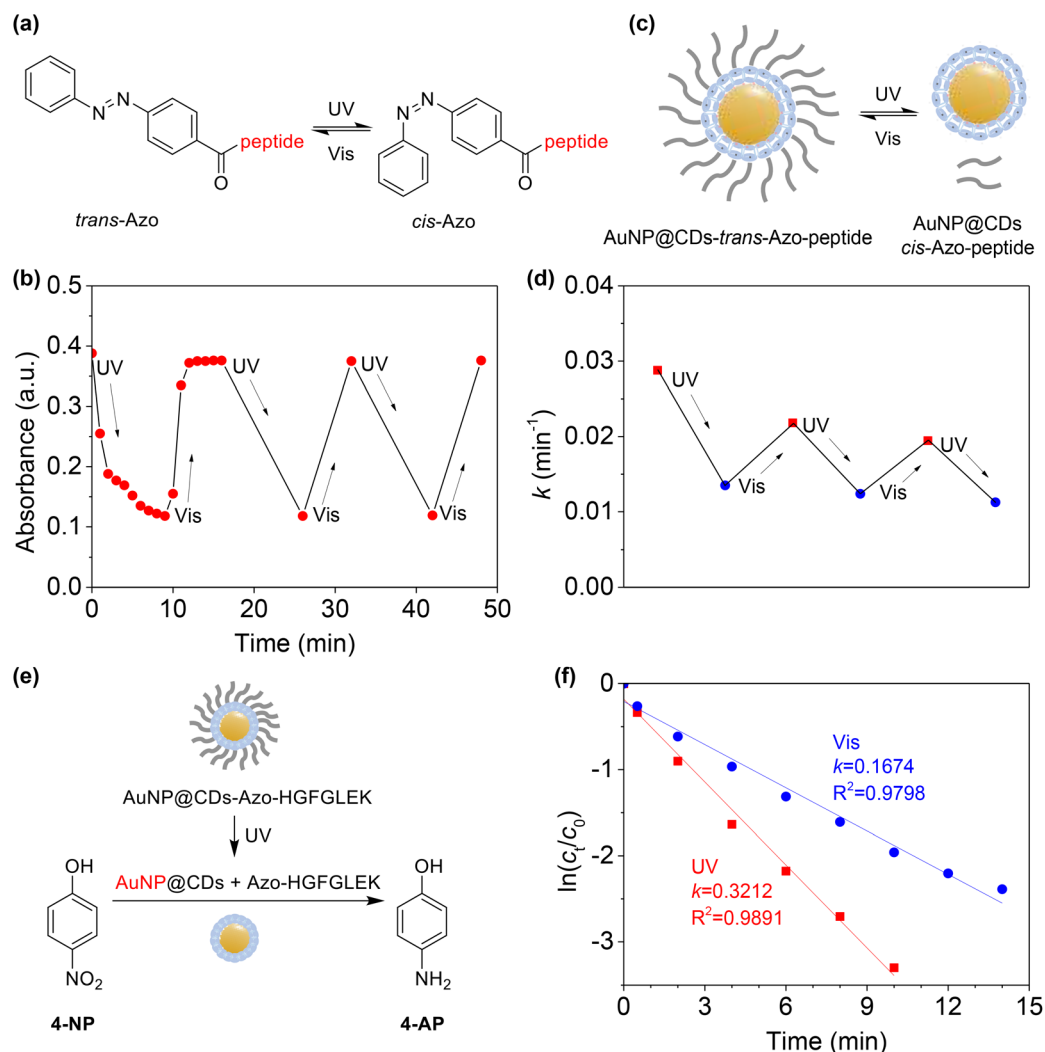 (a)
N
N
C
peptide
O
trans-Azo
UV
Vis
N
N
C
peptide
O
cis-Azo
(c)
UV
Vis
AuNP@CDs-trans-Azo-peptide
AuNP@CDs
cis-Azo-peptide
(b)
Absorbance (a.u.)
0.5
0.4
0.3
0.2
0.1
0.0
UV
Vis
UV
Vis
UV
Vis
0
10
20
30
40
50
Time (min)
(d)
k (min⁻¹)
0.04
0.03
0.02
0.01
0.00
UV
Vis
UV
Vis
UV
(e)
AuNP@CDs-Azo-HGFGLEK
UV
OH
NO₂
4-NP
AuNP@CDs + Azo-HGFGLEK
OH
NH₂
4-AP
(f)
ln(cₜ/c₀)
0
-1
-2
-3
Vis
k=0.1674
R²=0.9798
UV
k=0.3212
R²=0.9891
0
3
6
9
12
15
Time (min)